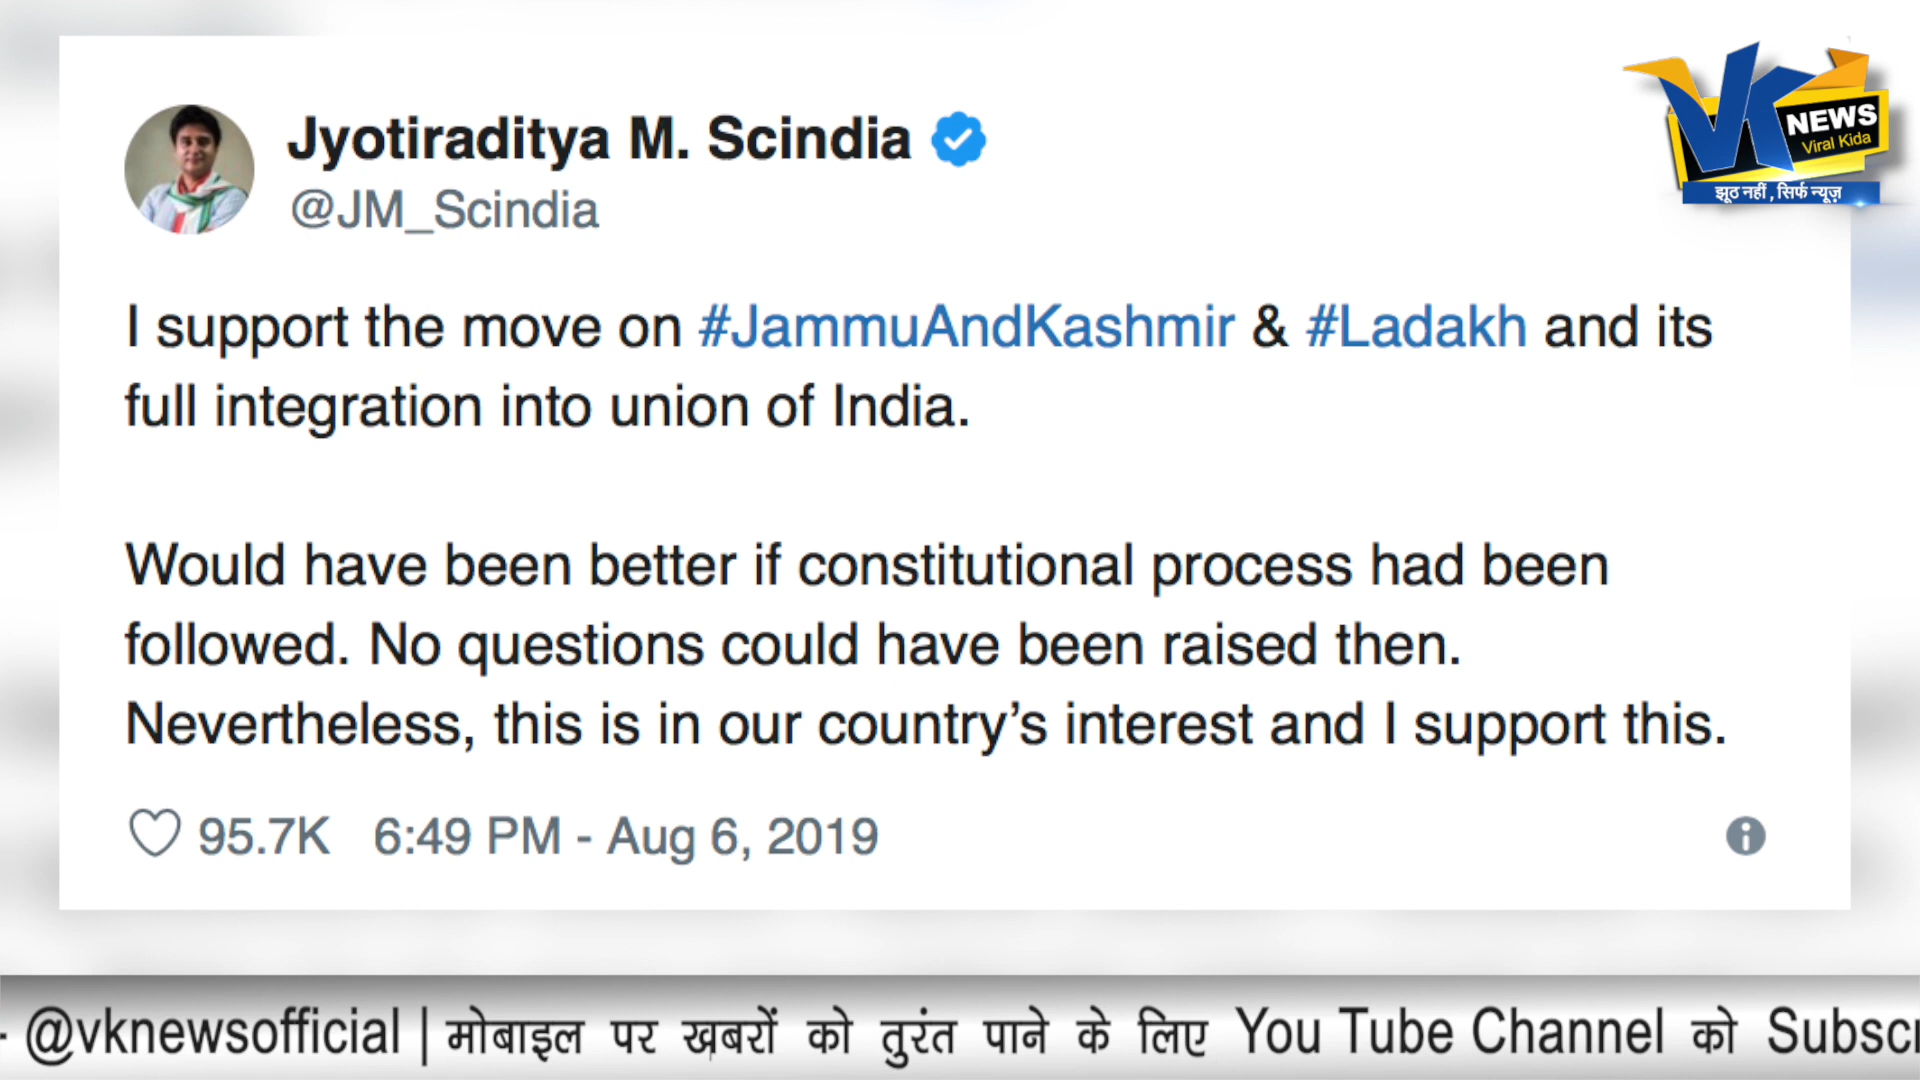 Jyotiraditya M. Scindia
@JM_Scindia
VK NEWS
Viral Kida
झूठ नहीं, सिर्फ न्यूज़
I support the move on #JammuAndKashmir & #Ladakh and its
full integration into union of India.
Would have been better if constitutional process had been
followed. No questions could have been raised then.
Nevertheless, this is in our country’s interest and I support this.
95.7K 6:49 PM - Aug 6, 2019
- @vknewsofficial | मोबाइल पर ख़बरों को तुरंत पाने के लिए You Tube Channel को Subscr